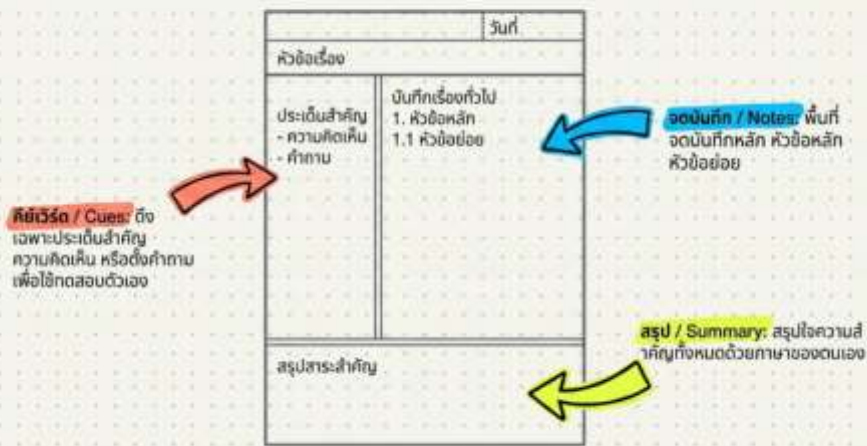 วันที่
หัวข้อเรื่อง
ประเด็นสำคัญ
- ความคิดเห็น
- คำถาม
บันทึกเรื่องทั่วไป
1. หัวข้อหลัก
1.1 หัวข้อย่อย
จดบันทึก / Notes: พื้นที่
จดบันทึกหลัก หัวข้อหลัก
หัวข้อย่อย
คีย์เวิร์ด / Cues: ดึง
เฉพาะประเด็นสำคัญ
ความคิดเห็น หรือตั้งคำถาม
เพื่อใช้ทดสอบตัวเอง
สรุป / Summary: สรุปใจความสำ
าคัญทั้งหมดด้วยภาษาของตนเอง
สรุปสาระสำคัญ